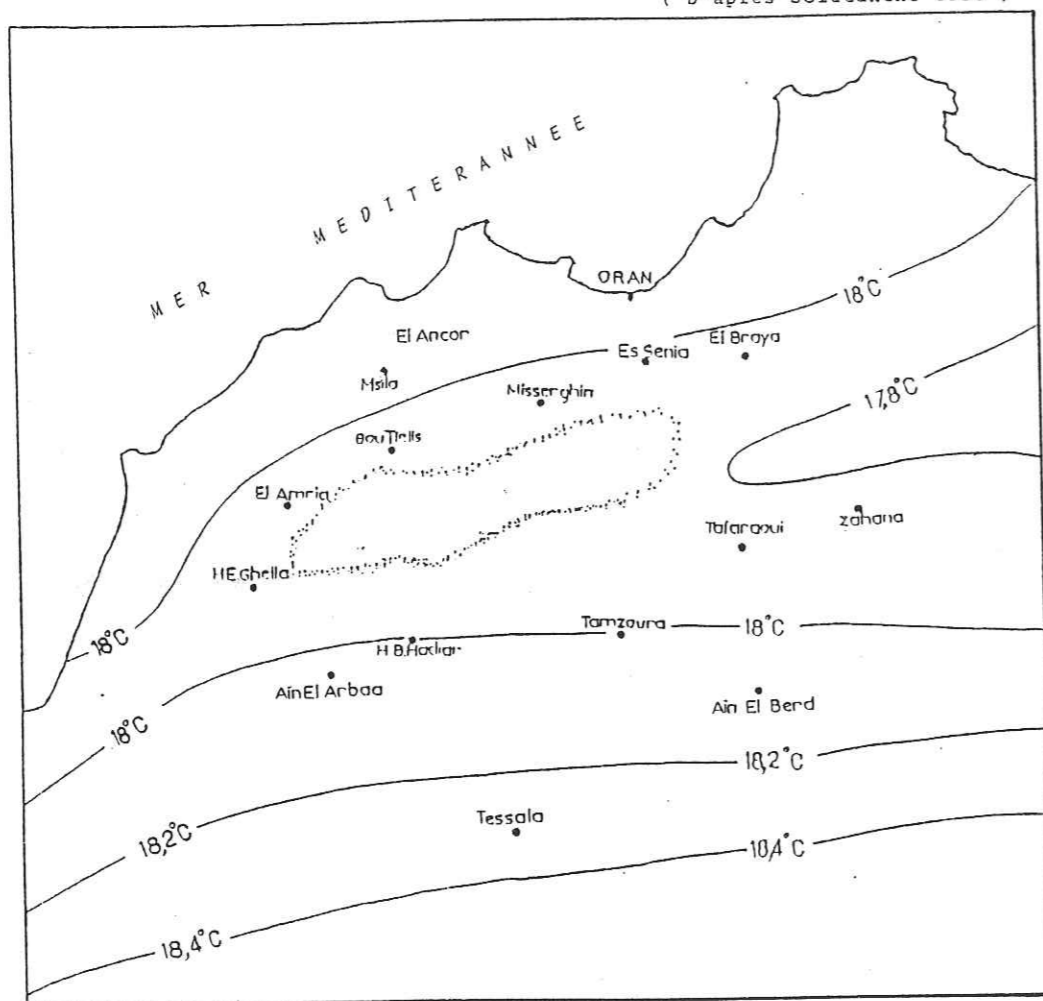 ( D'après
MER MEDITERANNEE
ORAN
18°C
El Ancor
Es Senia
El Braya
Msila
Misserghin
17,8°C
BouTlells
El Amria
Tafaraoui
Zahana
H.E.Ghella
18°C
H.B.Hadjar
Tamzoura
18°C
Ain El Arbaa
Ain El Berd
18°C
18,2°C
18,2°C
Tessala
18,4°C
18,4°C